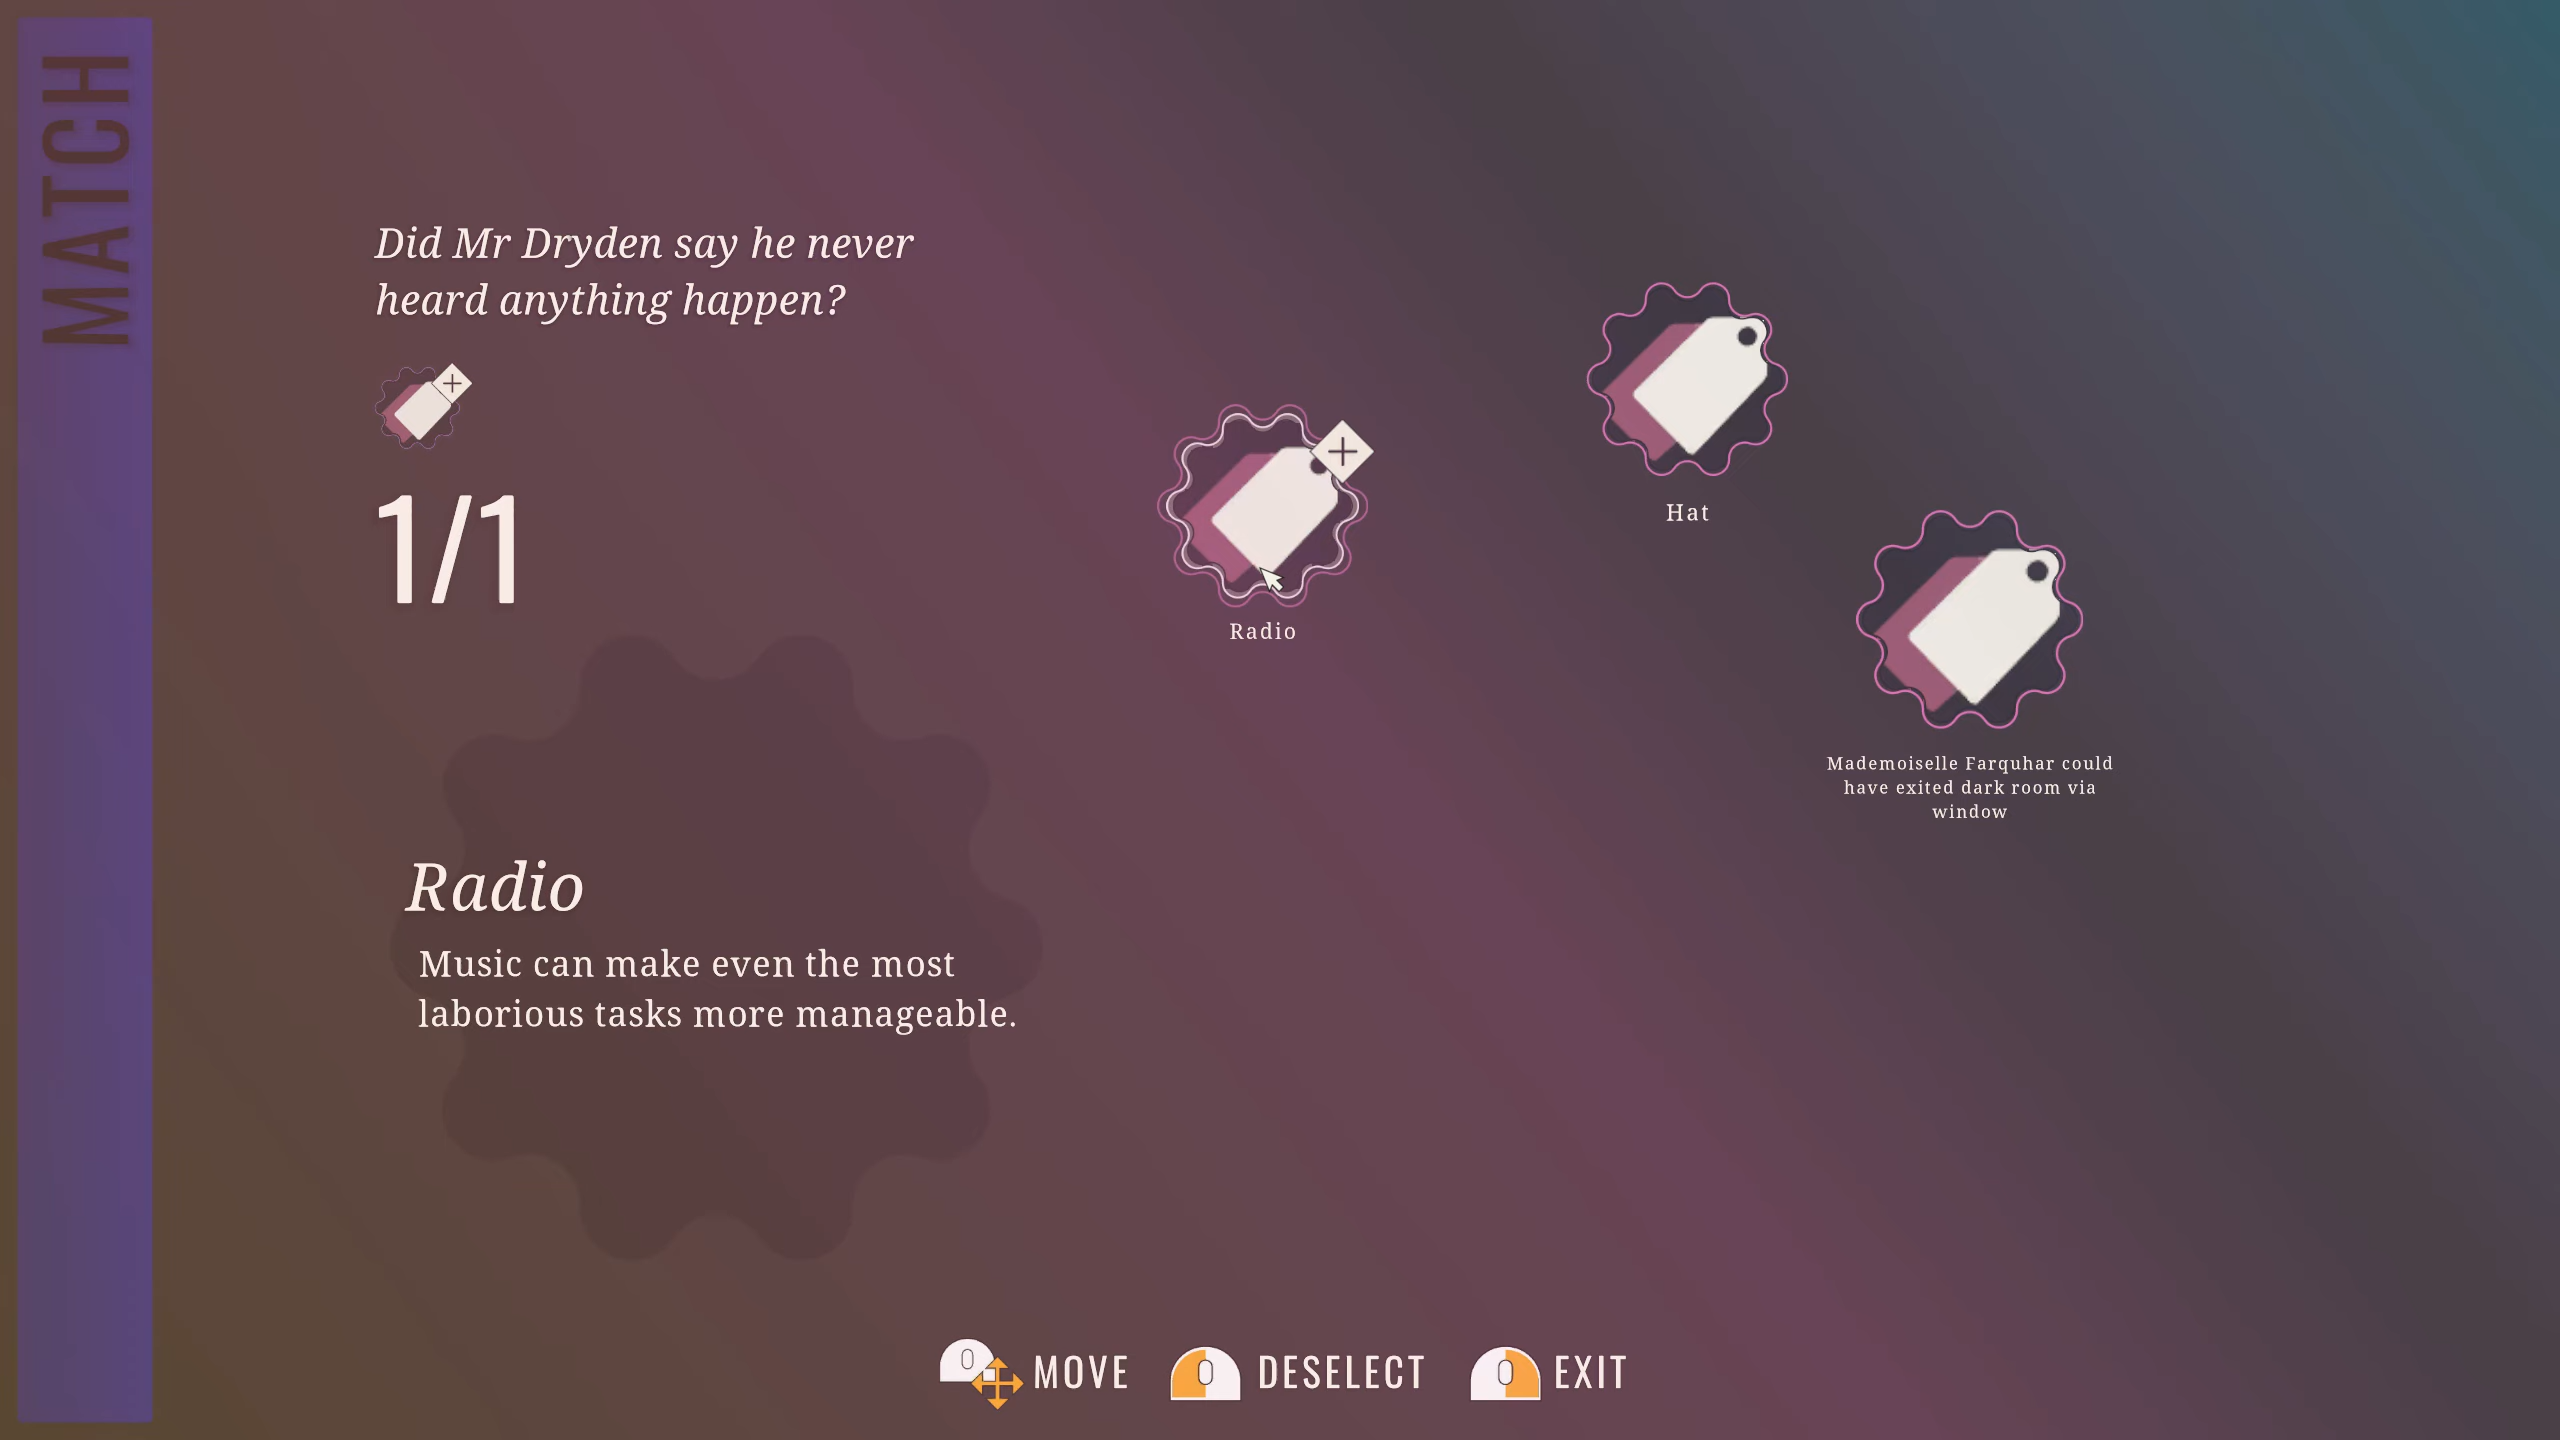 MATCH
Did Mr Dryden say he never
heard anything happen?
1/1
Radio
Hat
Mademoiselle Farquhar could
have exited dark room via
window
Radio
Music can make even the most
laborious tasks more manageable.
MOVE
DESELECT
EXIT